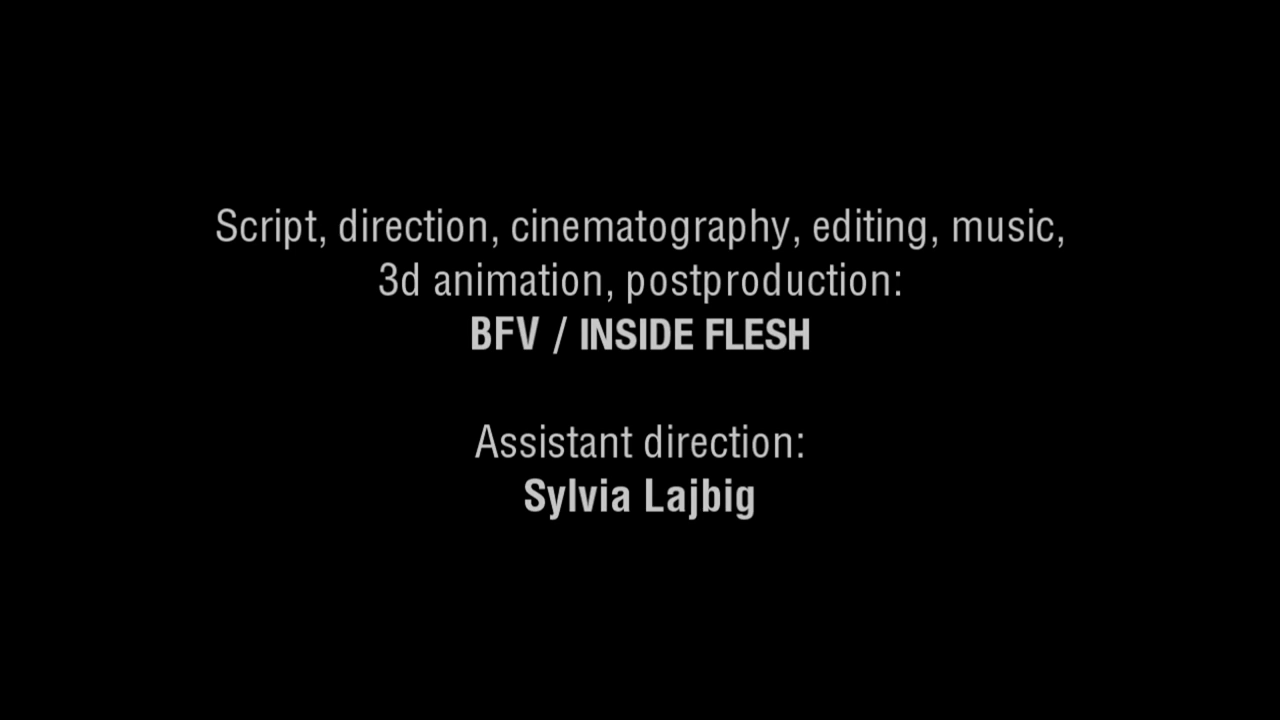 Script, direction, cinematography, editing, music,
3d animation, postproduction:
BFV / INSIDE FLESH
Assistant direction:
Sylvia Lajbig